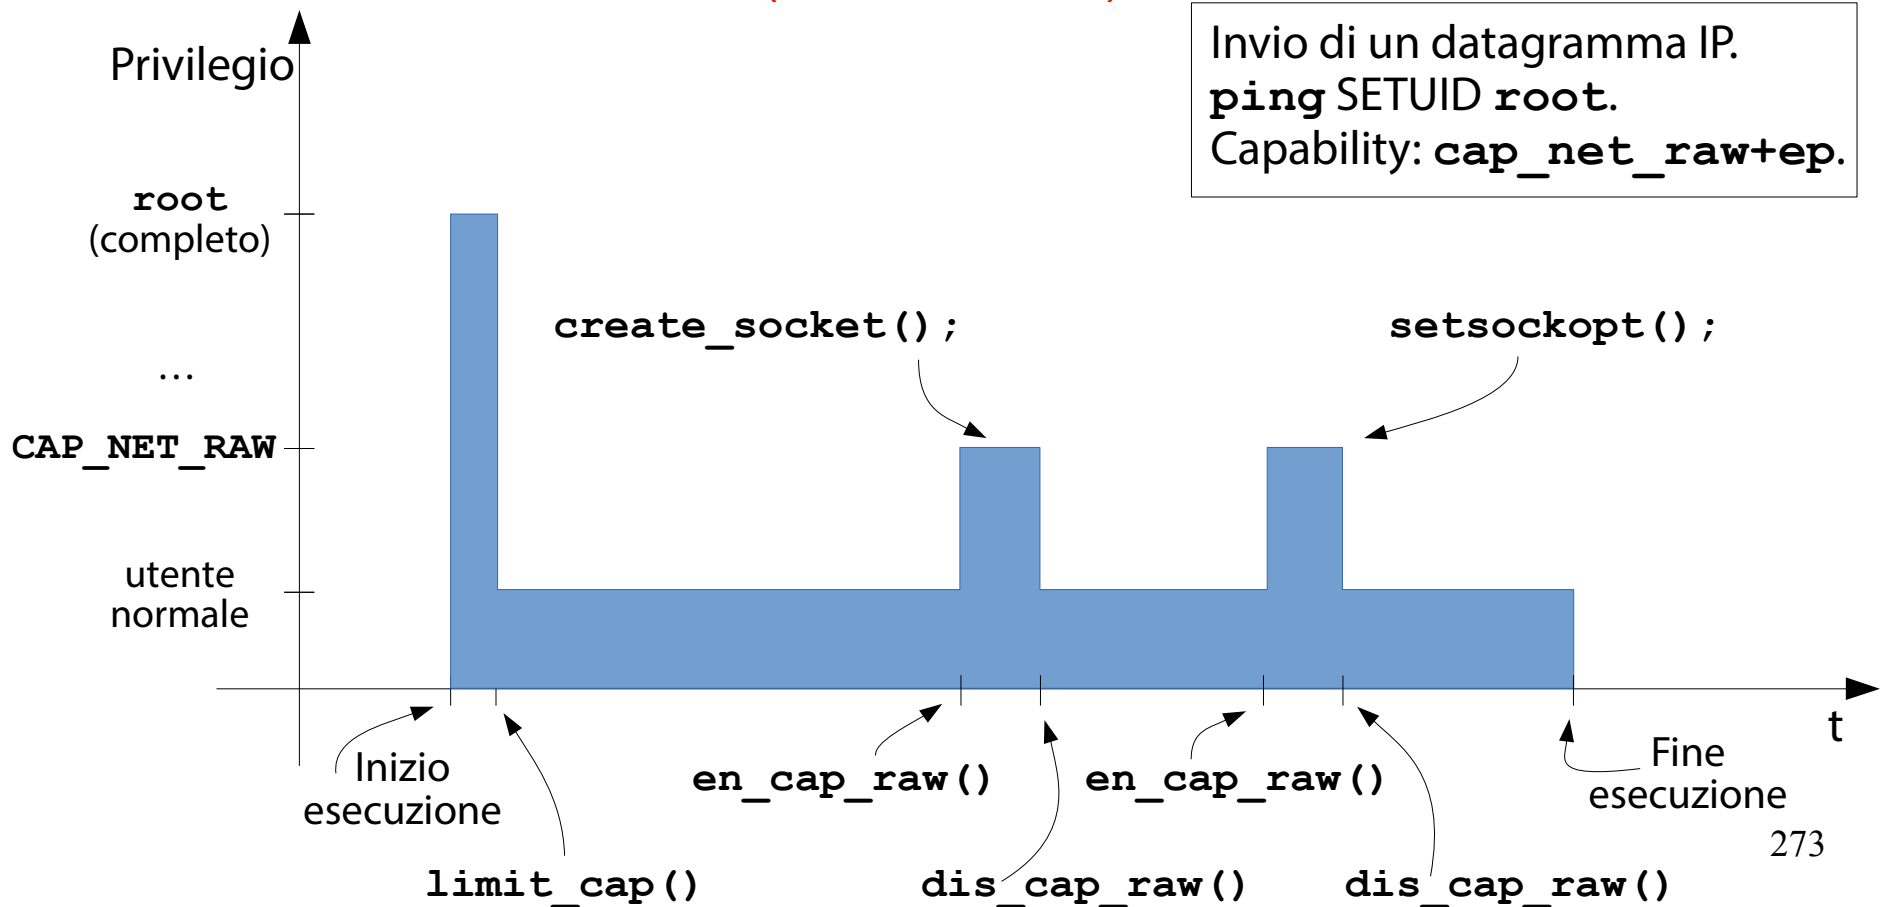 Privilegio
Invio di un datagramma IP.
ping SETUID root.
Capability: cap_net_raw+ep.
root
(completo)
create_socket();
setsockopt();
...
CAP_NET_RAW
utente
normale
t
Inizio
esecuzione
en_cap_raw()
en_cap_raw()
Fine
esecuzione
273
limit_cap()
dis_cap_raw()
dis_cap_raw()